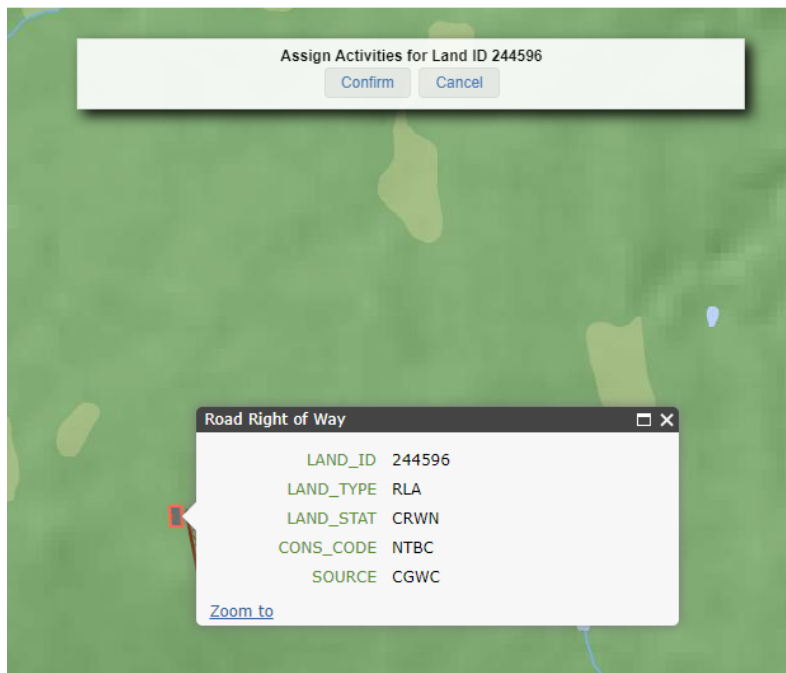 Assign Activities for Land ID 244596
Confirm Cancel
Road Right of Way
LAND_ID 244596
LAND_TYPE RLA
LAND_STAT CRWN
CONS_CODE NTBC
SOURCE CGWC
Zoom to